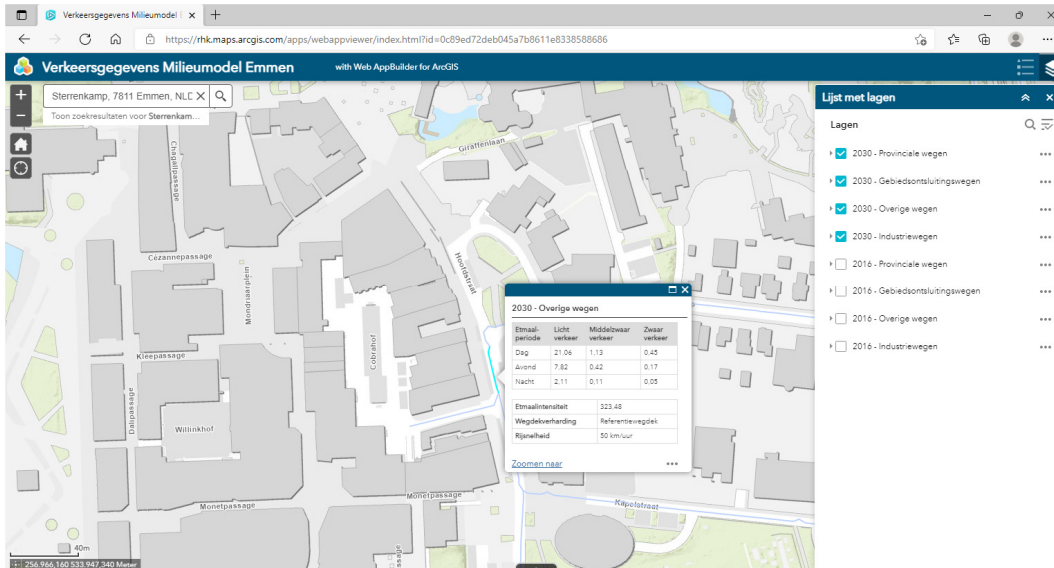 Verkeersgegevens Milieumodel
https://rhk.maps.arcgis.com/apps/webappviewer/index.html?id=0c89ed72deb045a7b8611e8338588686
Verkeersgegevens Milieumodel Emmen
with Web AppBuilder for ArcGIS
Sterrenkamp, 7811 Emmen, NLD
Toon zoekresultaten voor Sterrenkam...
Lijst met lagen
Lagen
2030 - Provinciale wegen
2030 - Gebiedsontsluitingswegen
2030 - Overige wegen
2030 - Industriewegen
2016 - Provinciale wegen
2016 - Gebiedsontsluitingswegen
2016 - Overige wegen
2016 - Industriewegen
Giraffenlaan
Chagallpassage
Cézannepassage
Mondriaanplein
Hoofdstraat
Kleepassage
Cobrahof
Dalipassage
Willinkhof
Monetpassage
Monetpassage
Kapelstraat
2030 - Overige wegen
Etmaal-periode Licht verkeer Middelzwaar verkeer Zwaar verkeer
Dag 21,06 1,13 0,45
Avond 7,82 0,42 0,17
Nacht 2,11 0,11 0,05
Etmaalintensiteit 323,48
Wegdekverharding Referentiewegdek
Rijsnelheid 50 km/uur
Zoomen naar
40m
256.966,160 533.947,340 Meter